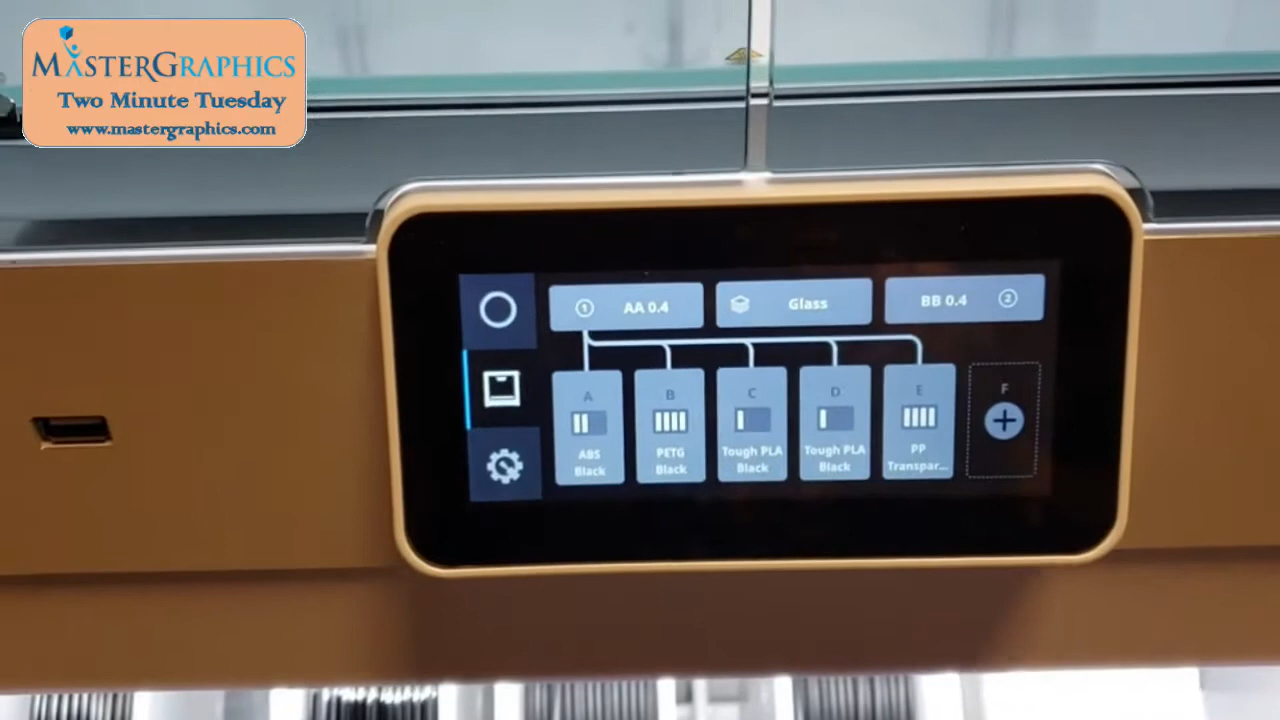 MASTERGRAPHICS
Two Minute Tuesday
www.mastergraphics.com
1 AA 0.4
Glass
BB 0.4 2
A
ABS
Black
B
PETG
Black
C
Tough PLA
Black
D
Tough PLA
Black
E
PP
Transpar...
F